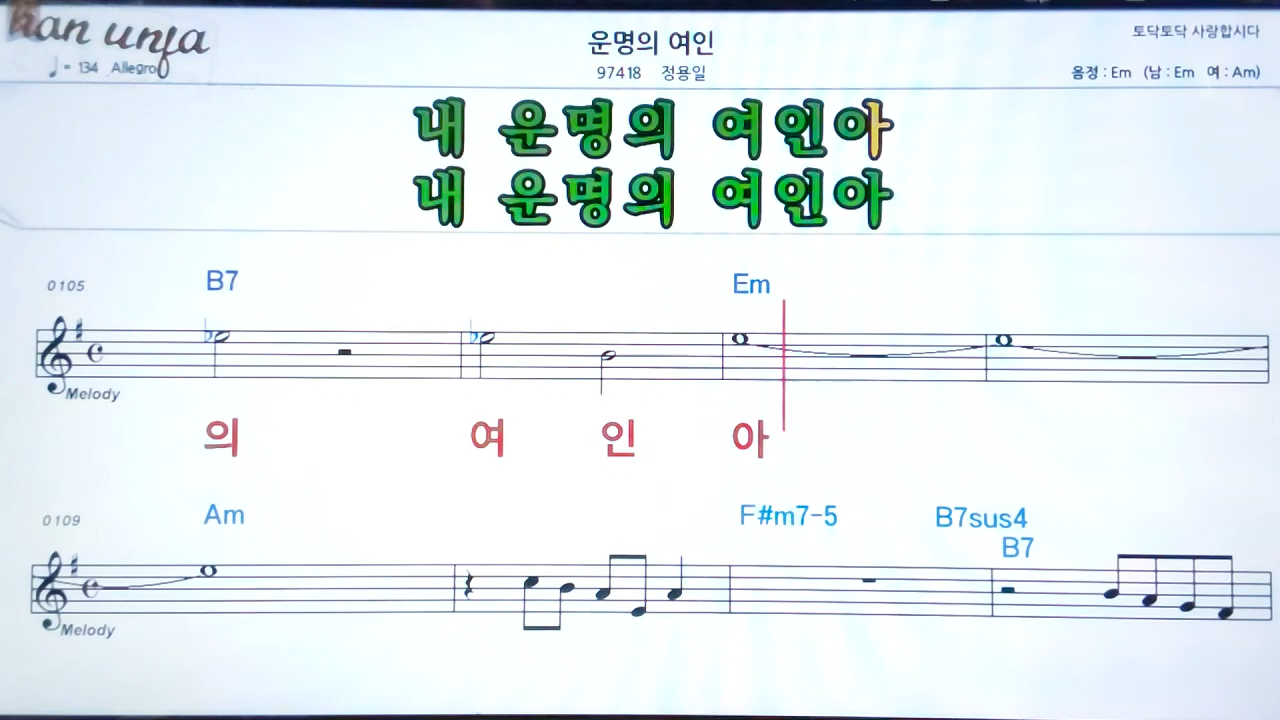 han unja
♩= 134 Allegro
운명의 여인
97418 정용일
토닥토닥 사랑합시다
음정 : Em (남 : Em 여 : Am)
내 운명의 여인아
내 운명의 여인아
0105
B7 Em
Melody
의 여 인 아
0109
Am F#m7-5 B7sus4
B7
Melody